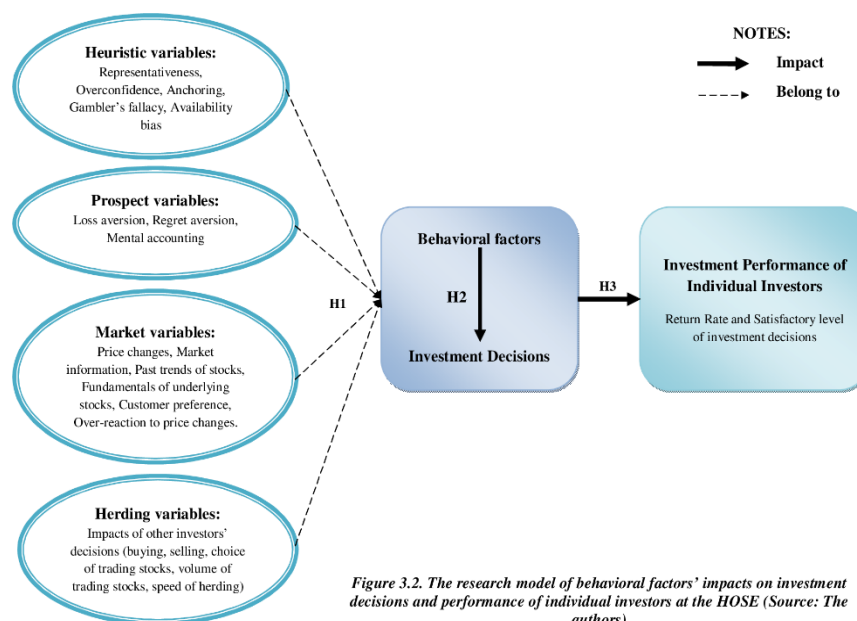 Heuristic variables:
Representativeness,
Overconfidence, Anchoring,
Gambler's fallacy, Availability
bias
Prospect variables:
Loss aversion, Regret aversion,
Mental accounting
Market variables:
Price changes, Market
information, Past trends of stocks,
Fundamentals of underlying
stocks, Customer preference,
Over-reaction to price changes.
Herding variables:
Impacts of other investors'
decisions (buying, selling, choice
of trading stocks, volume of
trading stocks, speed of herding)
H1
Behavioral factors
H2
Investment Decisions
H3
Investment Performance of
Individual Investors
Return Rate and Satisfactory level
of investment decisions
NOTES:
Impact
Belong to
Figure 3.2. The research model of behavioral factors' impacts on investment
decisions and performance of individual investors at the HOSE (Source: The
authors)